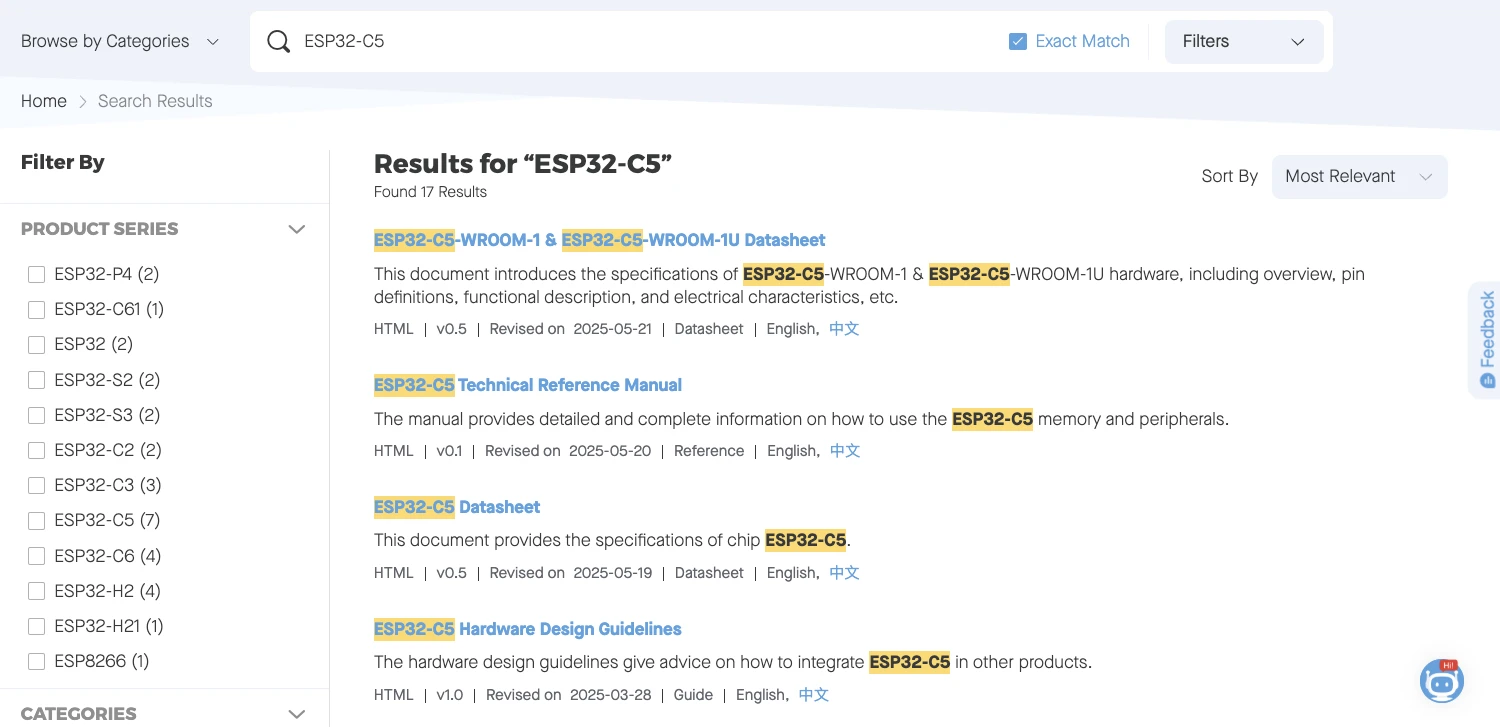 Browse by Categories
ESP32-C5
Exact Match
Filters
Home
Search Results
Filter By
PRODUCT SERIES
ESP32-P4 (2)
ESP32-C61 (1)
ESP32 (2)
ESP32-S2 (2)
ESP32-S3 (2)
ESP32-C2 (2)
ESP32-C3 (3)
ESP32-C5 (7)
ESP32-C6 (4)
ESP32-H2 (4)
ESP32-H21 (1)
ESP8266 (1)
CATEGORIES
Results for “ESP32-C5”
Found 17 Results
Sort By
Most Relevant
ESP32-C5-WROOM-1 & ESP32-C5-WROOM-1U Datasheet
This document introduces the specifications of ESP32-C5-WROOM-1 & ESP32-C5-WROOM-1U hardware, including overview, pin
definitions, functional description, and electrical characteristics, etc.
HTML | v0.5 | Revised on 2025-05-21 | Datasheet | English, 中文
ESP32-C5 Technical Reference Manual
The manual provides detailed and complete information on how to use the ESP32-C5 memory and peripherals.
HTML | v0.1 | Revised on 2025-05-20 | Reference | English, 中文
ESP32-C5 Datasheet
This document provides the specifications of chip ESP32-C5.
HTML | v0.5 | Revised on 2025-05-19 | Datasheet | English, 中文
ESP32-C5 Hardware Design Guidelines
The hardware design guidelines give advice on how to integrate ESP32-C5 in other products.
HTML | v1.0 | Revised on 2025-03-28 | Guide | English, 中文
Feedback
Hi!